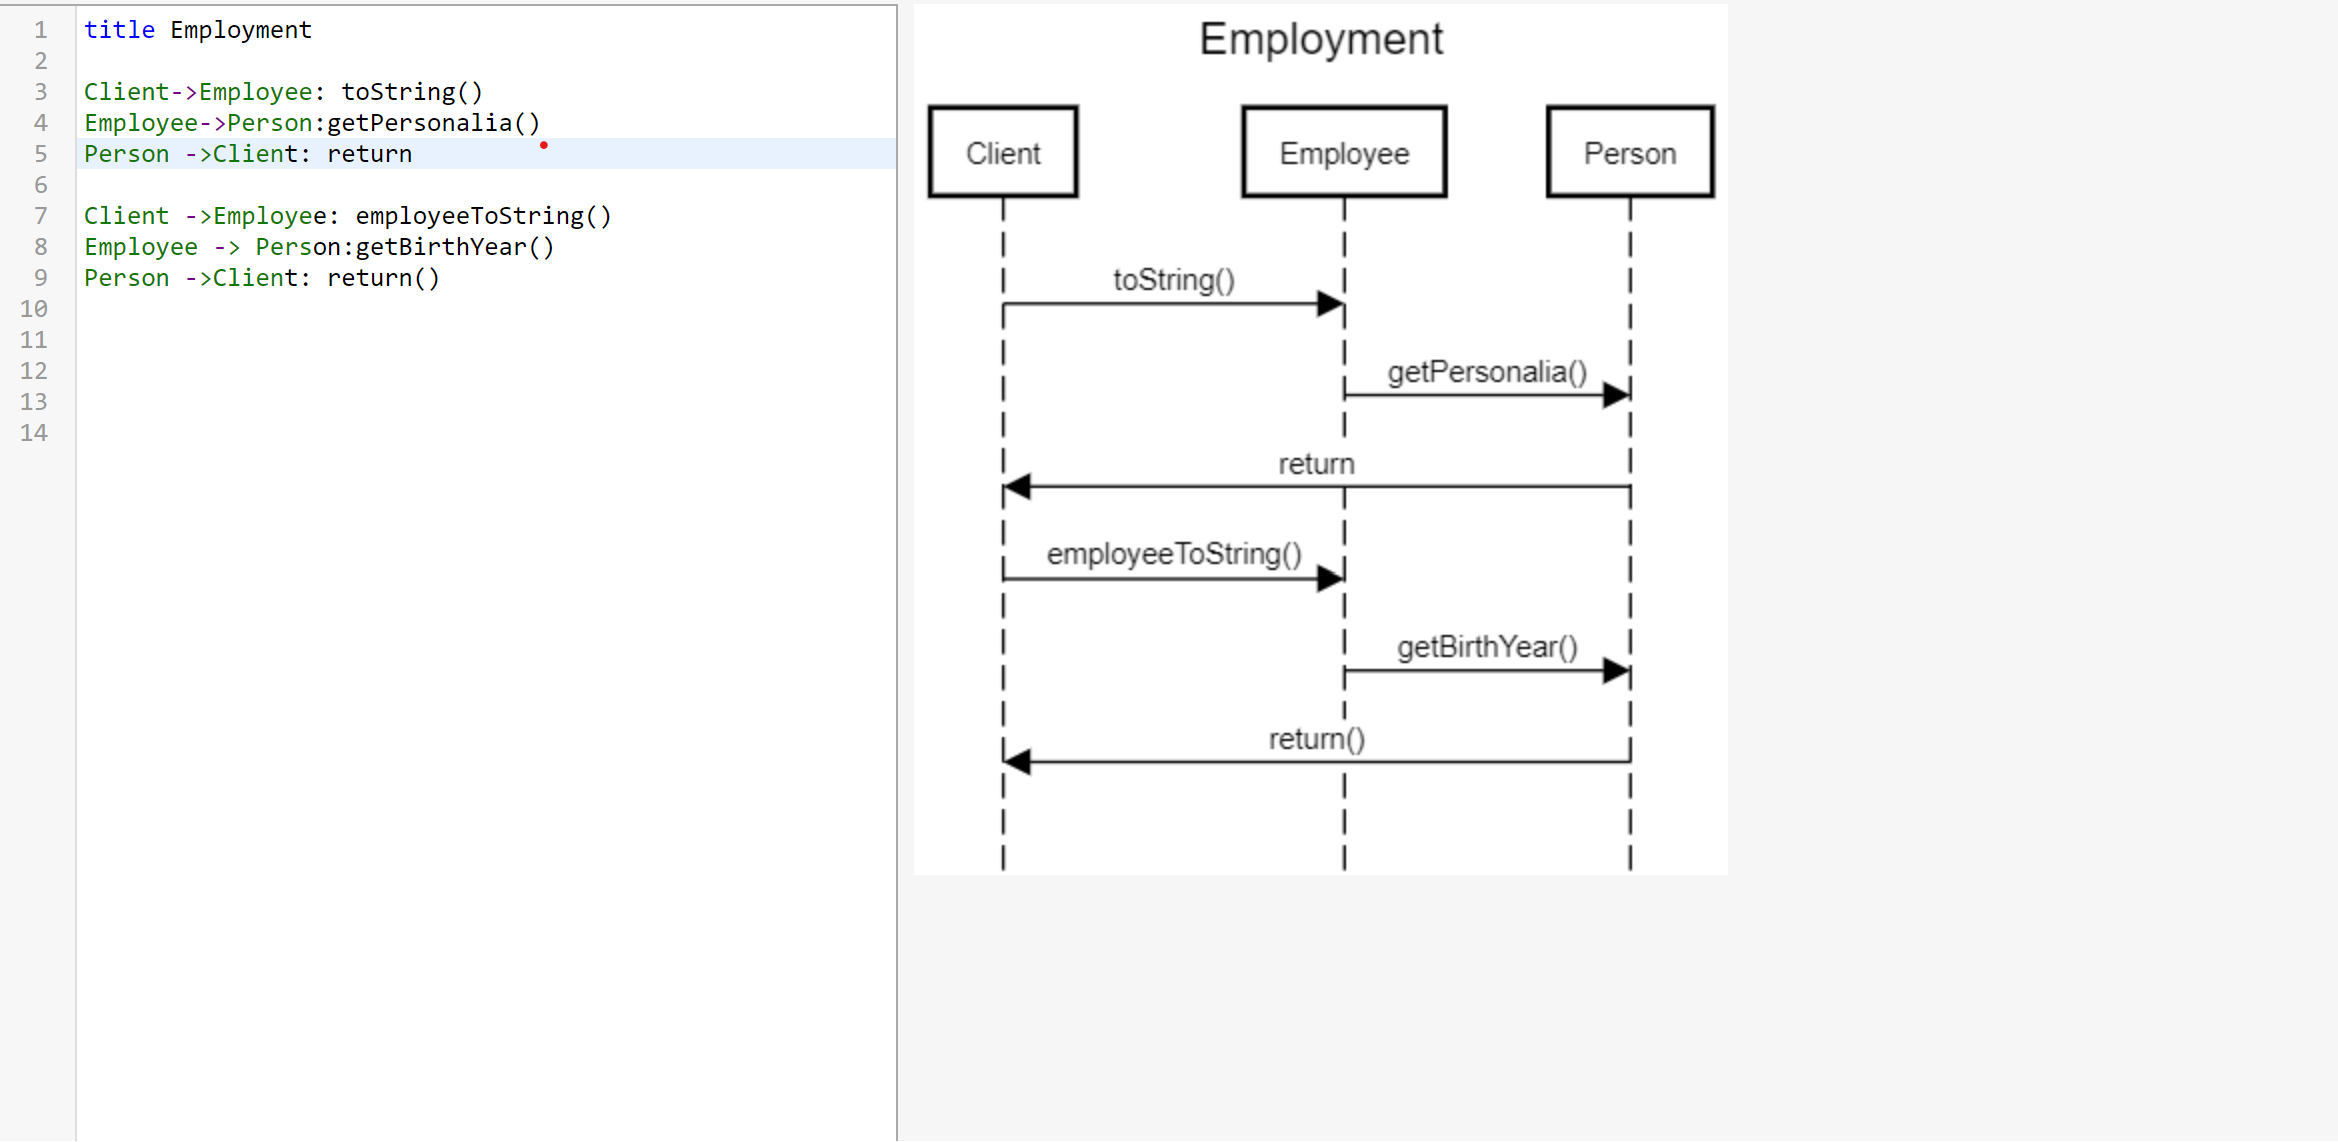 1 title Employment
2
3 Client->Employee: toString()
4 Employee->Person:getPersonalia()
5 Person ->Client: return
6
7 Client ->Employee: employeeToString()
8 Employee -> Person:getBirthYear()
9 Person ->Client: return()
10
11
12
13
14
Employment
Client Employee Person
toString()
getPersonalia()
return
employeeToString()
getBirthYear()
return()